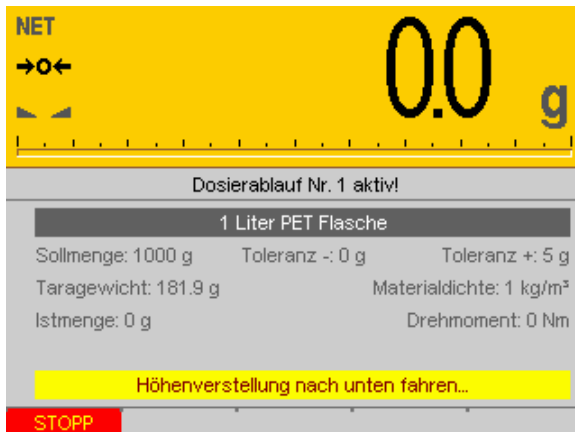 NET
0.0 g
→0←
Dosierablauf Nr. 1 aktiv!
1 Liter PET Flasche
Sollmenge: 1000 g Toleranz -: 0 g Toleranz +: 5 g
Taragewicht: 181.9 g Materialdichte: 1 kg/m³
Istmenge: 0 g Drehmoment: 0 Nm
Höhenverstellung nach unten fahren...
STOPP